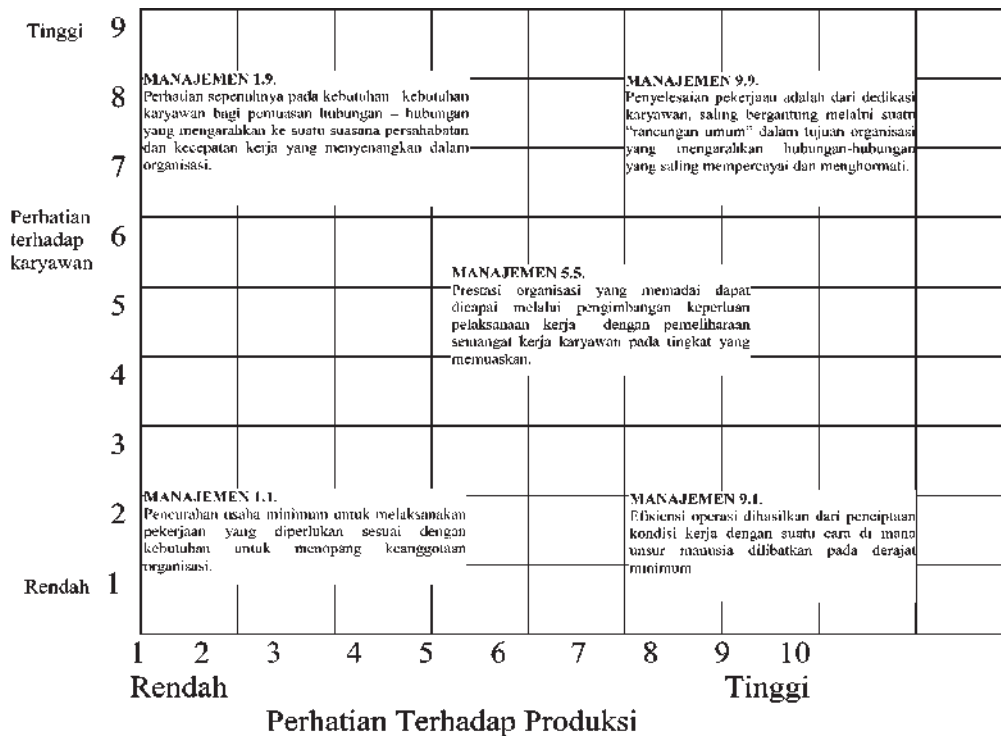 Tinggi 9
MANAJEMEN 1.9.
8 Perhatian sepenuhnya pada kebutuhan kebutuhan
karyawan bagi pemuasan hubungan – hubungan
yang mengarahkan ke suatu suasana persahabatan
dan kecepatan kerja yang menyenangkan dalam
7 organisasi.
MANAJEMEN 9.9.
Penyelesaian pekerjaan adalah dari dedikasi
karyawan, saling bergantung melalui suatu
"rancangan umum" dalam tujuan organisasi
yang mengarahkan hubungan-hubungan
yang saling mempercayai dan menghormati.
Perhatian
terhadap 6
karyawan
5
4
MANAJEMEN 5.5.
Prestasi organisasi yang memadai dapat
dicapai melalui pengimbangan keperluan
pelaksanaan kerja dengan pemeliharaan
semangat kerja karyawan pada tingkat yang
memuaskan.
3
MANAJEMEN 1.1.
2 Pencurahan usaha minimum untuk melaksanakan
pekerjaan yang diperlukan sesuai dengan
kebutuhan untuk menopang keanggotaan
organisasi.
MANAJEMEN 9.1.
Efisiensi operasi dihasilkan dari penciptaan
kondisi kerja dengan suatu cara di mana
unsur manusia dilibatkan pada derajat
minimum
Rendah 1
1 2 3 4 5 6 7 8 9 10
Rendah Tinggi
Perhatian Terhadap Produksi